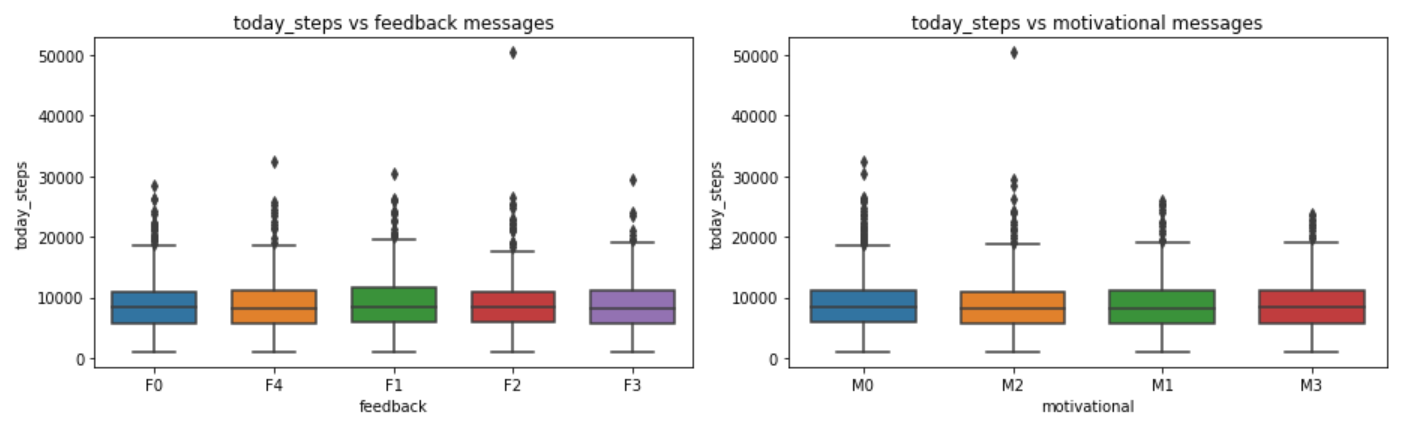 today_steps vs feedback messages
50000
40000
30000
20000
10000
0
today_steps
F0 F4 F1 F2 F3
feedback
today_steps vs motivational messages
50000
40000
30000
20000
10000
0
today_steps
M0 M2 M1 M3
motivational